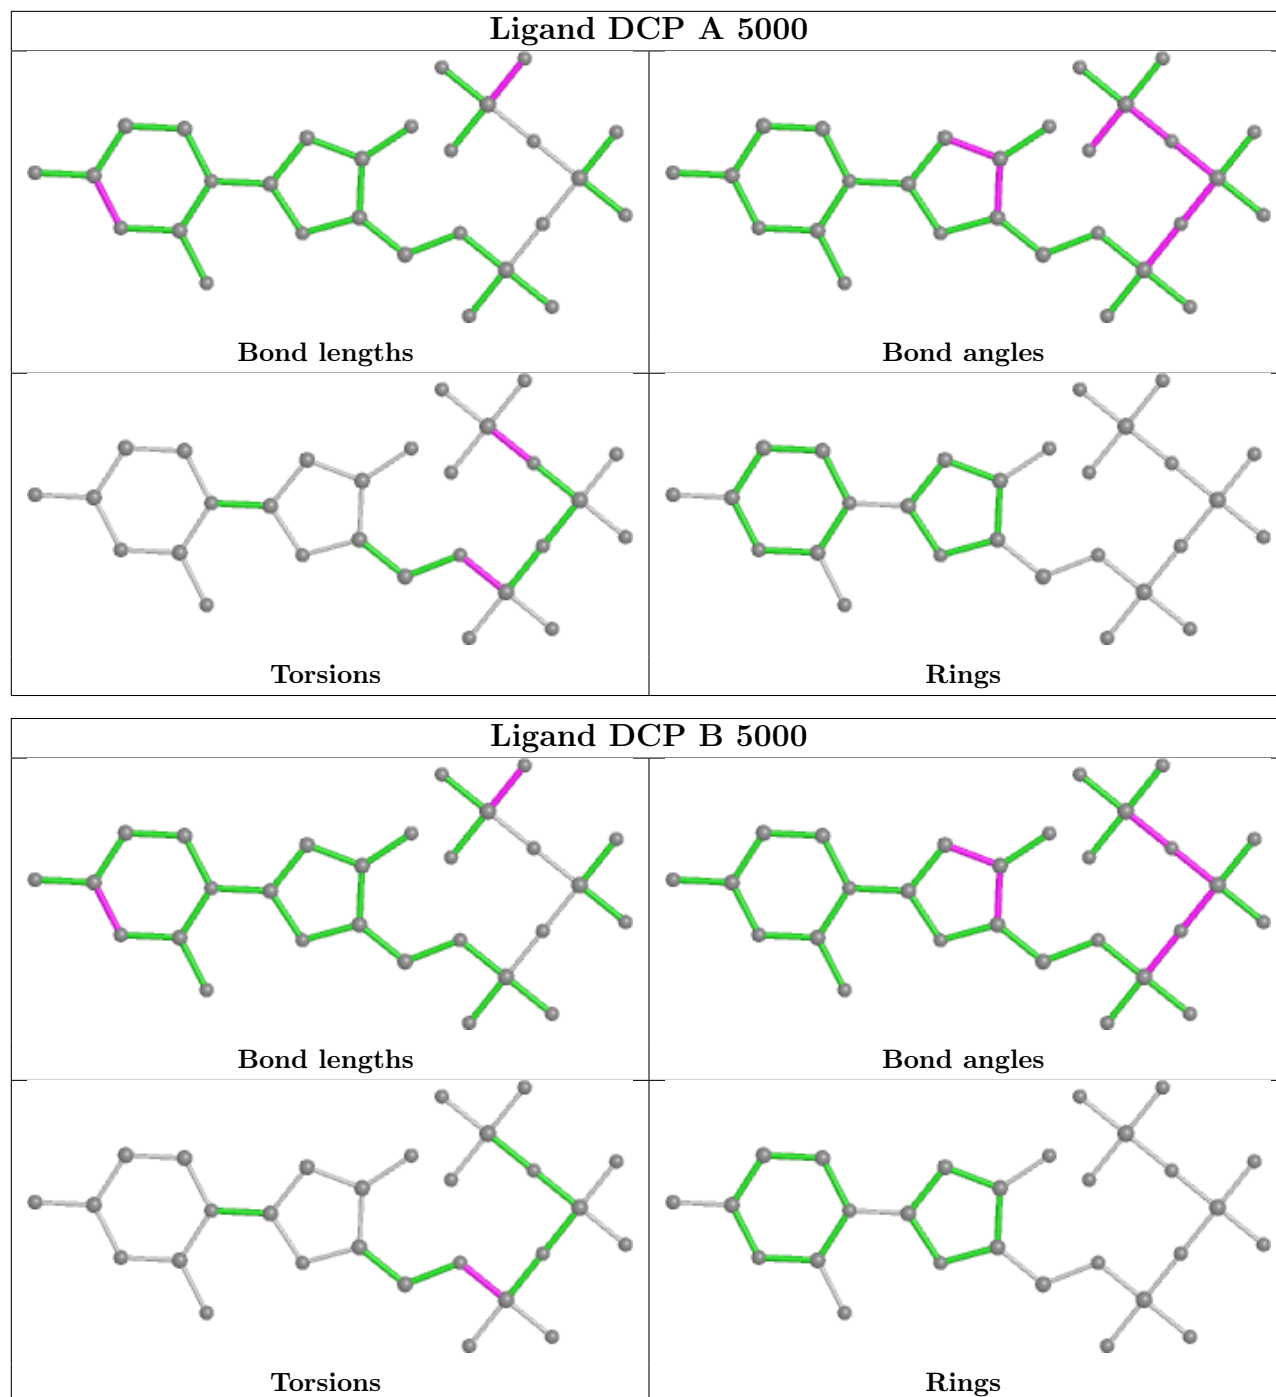 Ligand DCP A 5000
Bond lengths
Bond angles
Torsions
Rings
Ligand DCP B 5000
Bond lengths
Bond angles
Torsions
Rings